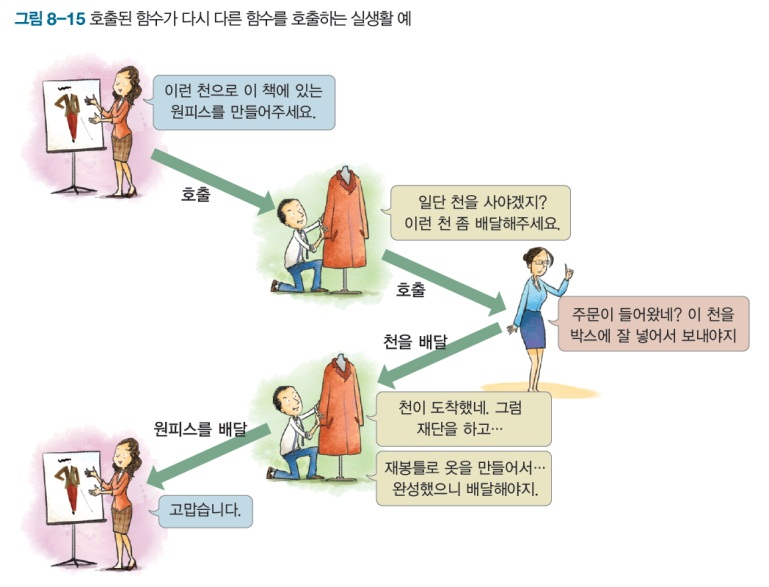 그림 8-15 호출된 함수가 다시 다른 함수를 호출하는 실생활 예
이런 천으로 이 책에 있는
원피스를 만들어주세요.
호출
일단 천을 사야겠지?
이런 천 좀 배달해주세요.
호출
주문이 들어왔네? 이 천을
박스에 잘 넣어서 보내야지
천을 배달
천이 도착했네. 그럼
재단을 하고…
원피스를 배달
재봉틀로 옷을 만들어서…
완성했으니 배달해야지.
고맙습니다.